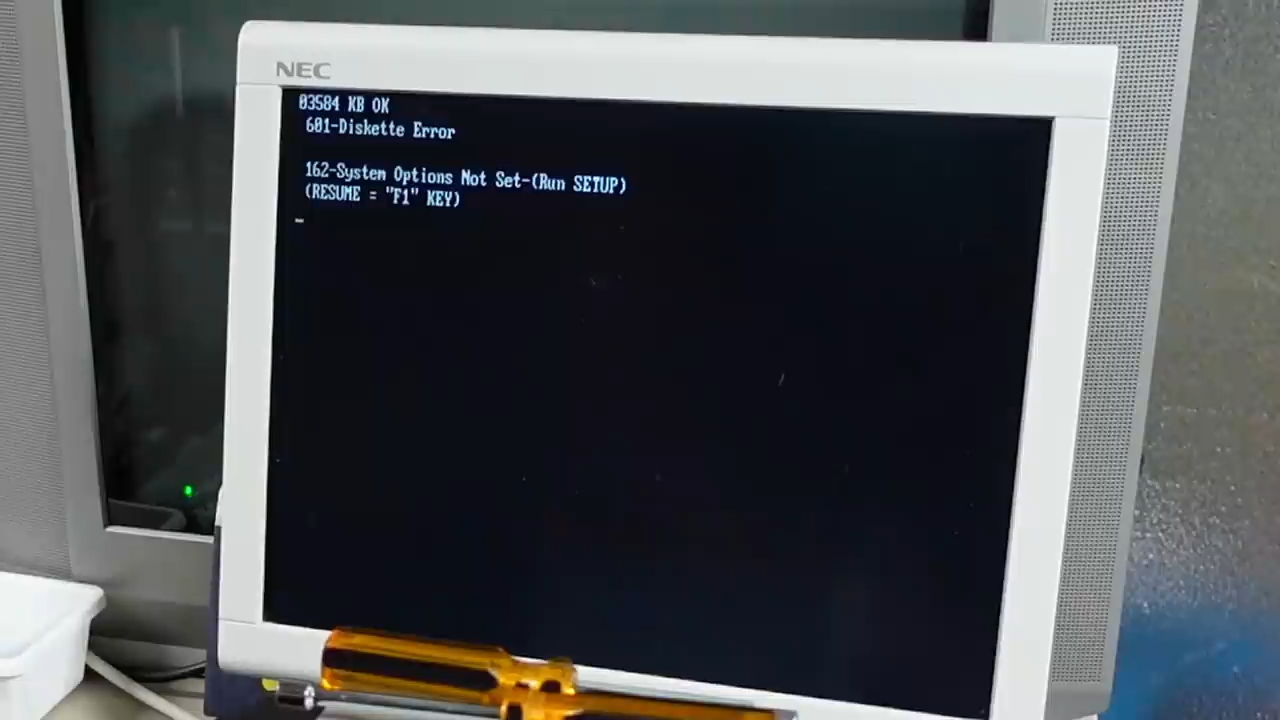 NEC
03584 KB OK
601-Diskette Error
162-System Options Not Set-(Run SETUP)
(RESUME = "F1" KEY)